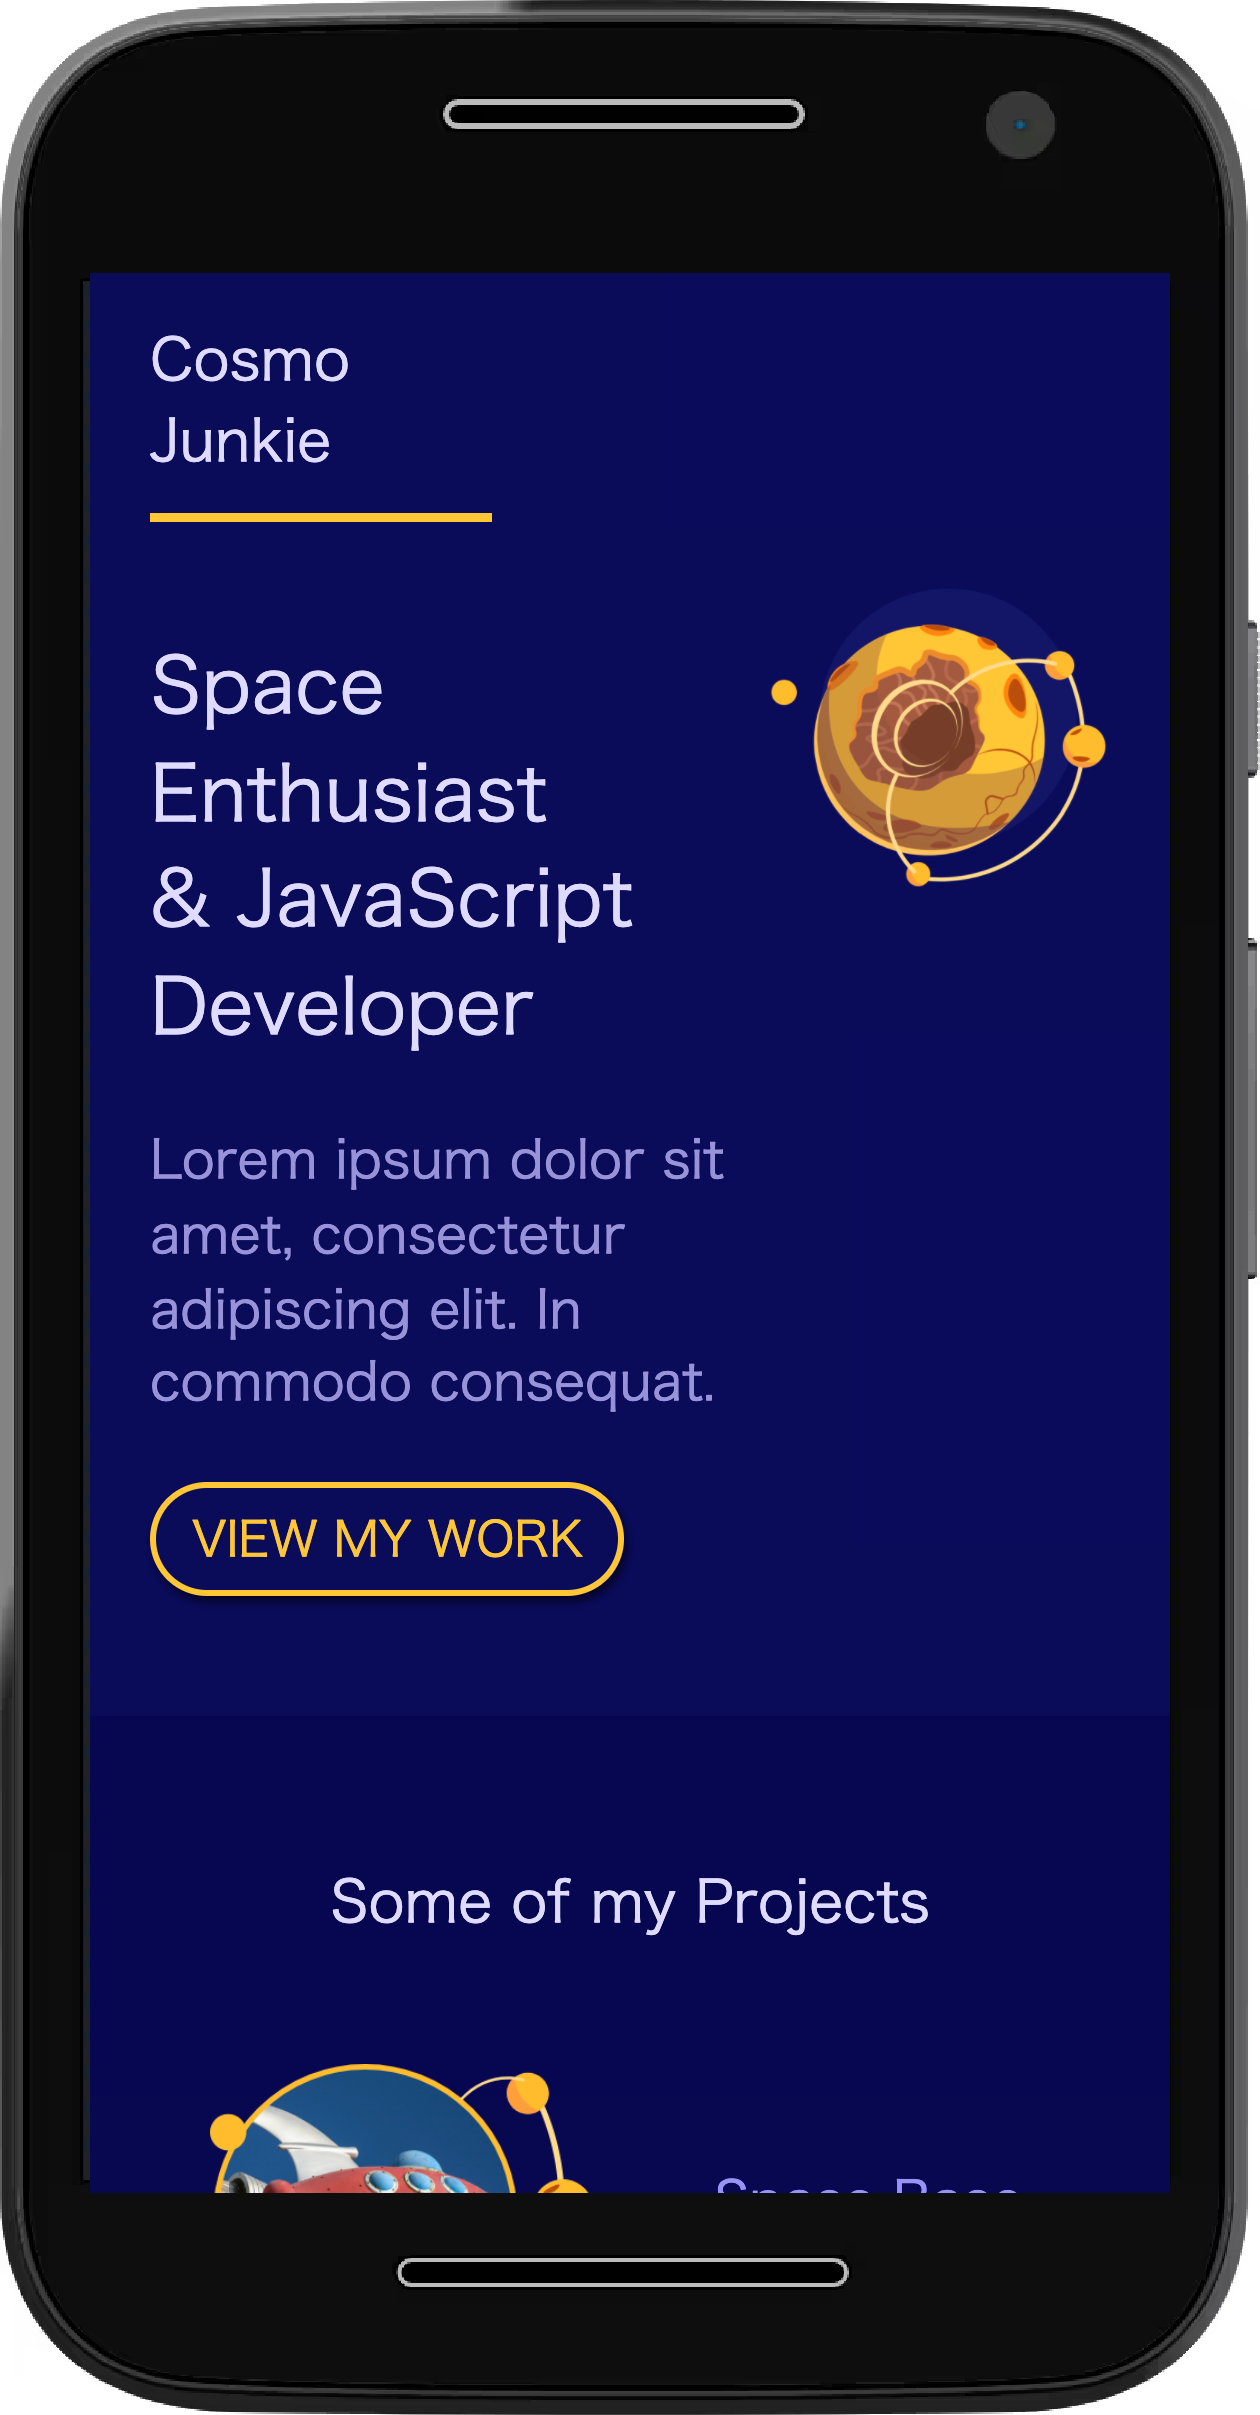 Cosmo
Junkie
Space
Enthusiast
& JavaScript
Developer
Lorem ipsum dolor sit
amet, consectetur
adipiscing elit. In
commodo consequat.
VIEW MY WORK
Some of my Projects